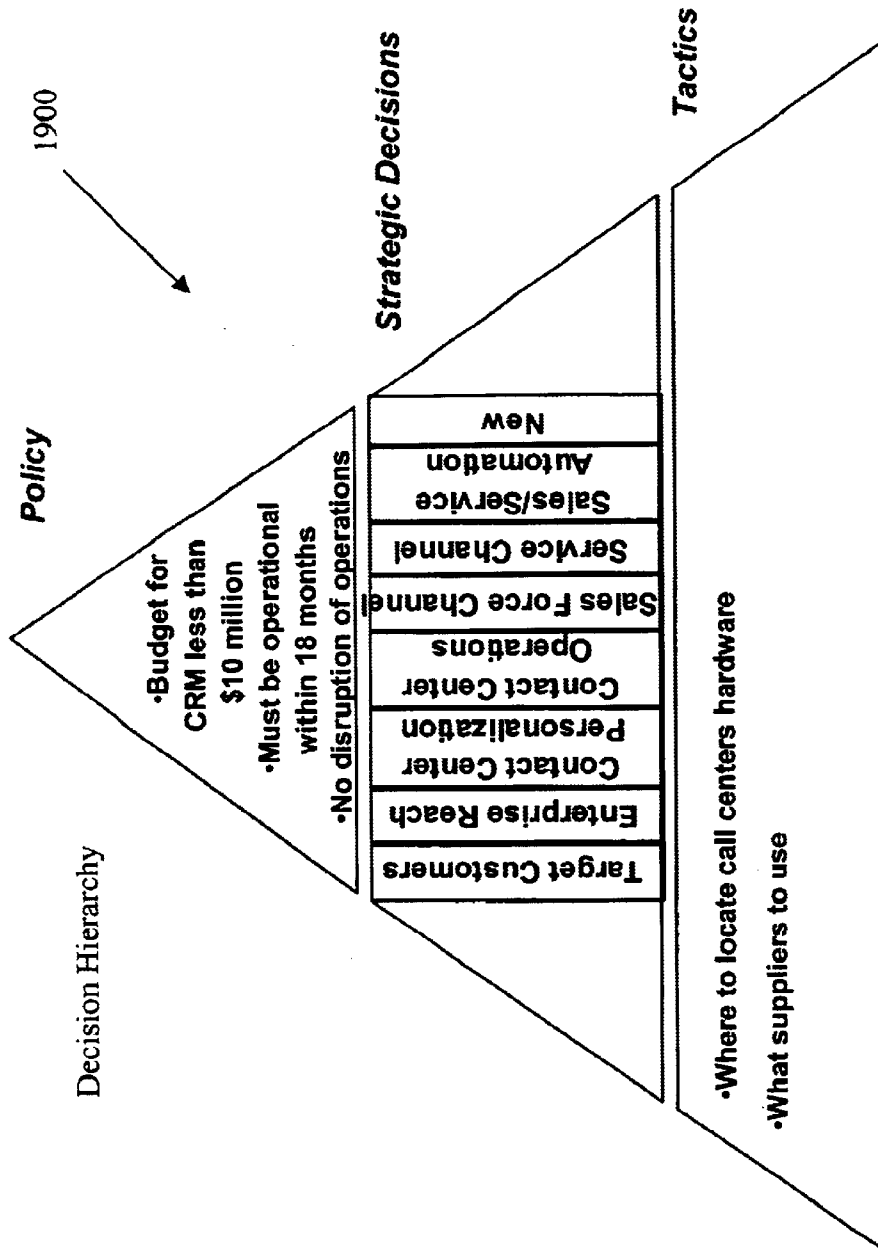 Decision Hierarchy
1900
Policy
•Budget for
CRM less than
$10 million
•Must be operational
within 18 months
•No disruption of operations
Strategic Decisions
Target Customers
Enterprise Reach
Contact Center
Personalization
Contact Center
Operations
Sales Force Channel
Service Channel
Sales/Service
Automation
New
Tactics
•Where to locate call centers hardware
•What suppliers to use